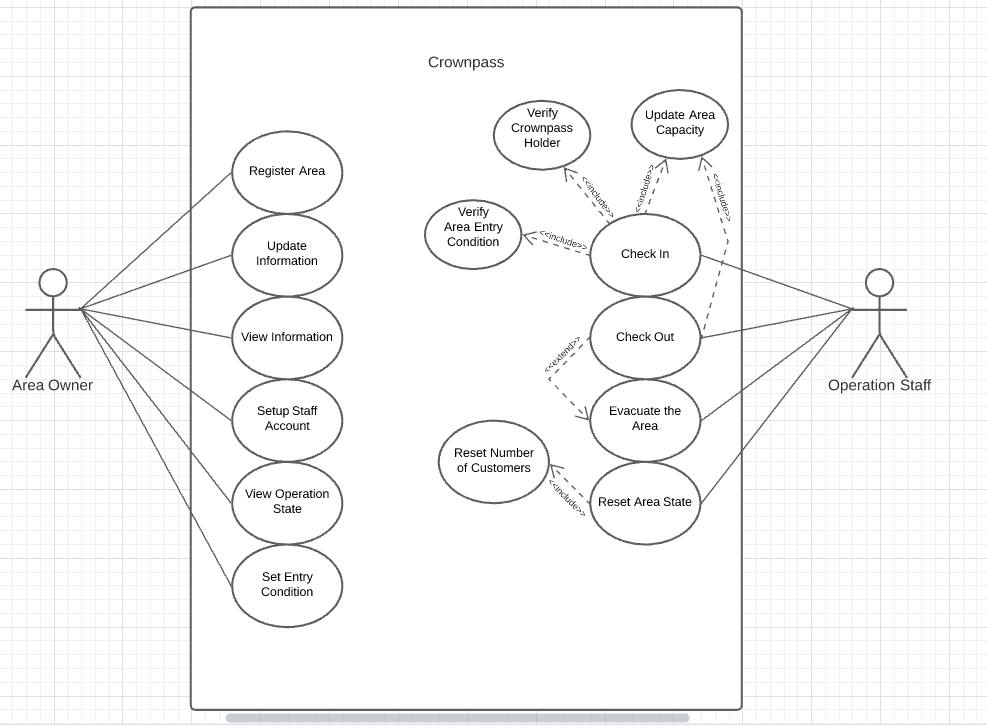 Crownpass
Verify
Crownpass
Holder
Update Area
Capacity
Register Area
<<include>>
<<include>>
<<include>>
Verify
Area Entry
Condition
<<include>>
Update
Information
Check In
View Information
Check Out
<<extend>>
Area Owner
Operation Staff
Setup Staff
Account
Evacuate the
Area
Reset Number
of Customers
View Operation
State
<<include>>
Reset Area State
Set Entry
Condition